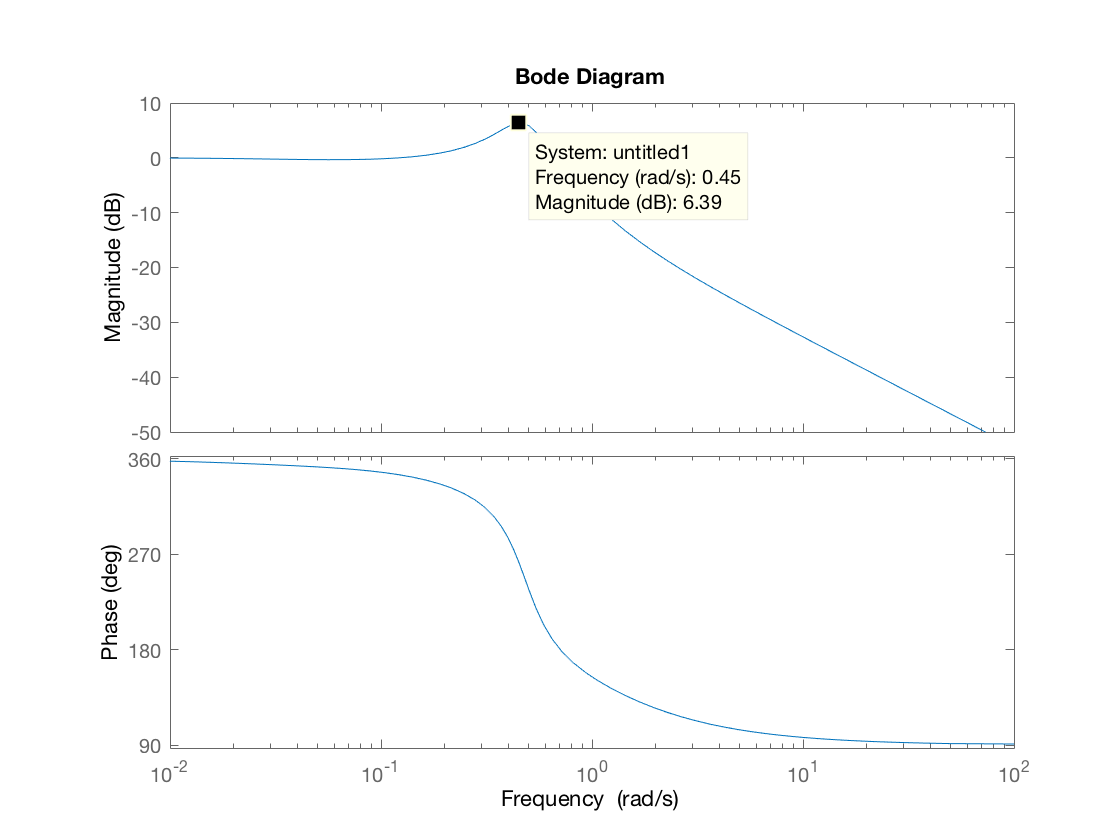 Bode Diagram
10
0
-10
-20
-30
-40
-50
Magnitude (dB)
System: untitled1
Frequency (rad/s): 0.45
Magnitude (dB): 6.39
360
270
180
90
Phase (deg)
10^-2 10^-1 10^0 10^1 10^2
Frequency (rad/s)